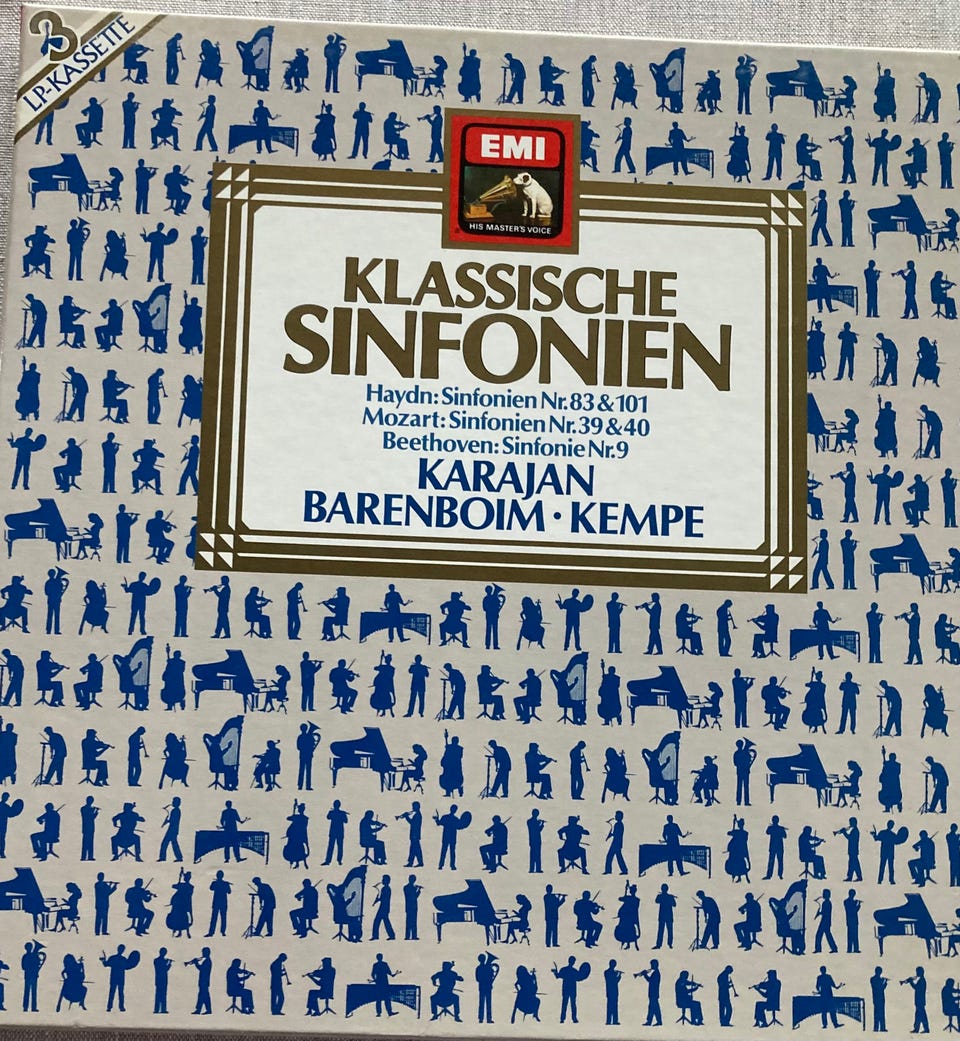 3
LP-KASSETTE
EMI
HIS MASTER'S VOICE
KLASSISCHE
SINFONIEN
Haydn: Sinfonien Nr. 83 & 101
Mozart: Sinfonien Nr. 39 & 40
Beethoven: Sinfonie Nr. 9
KARAJAN
BARENBOIM · KEMPE